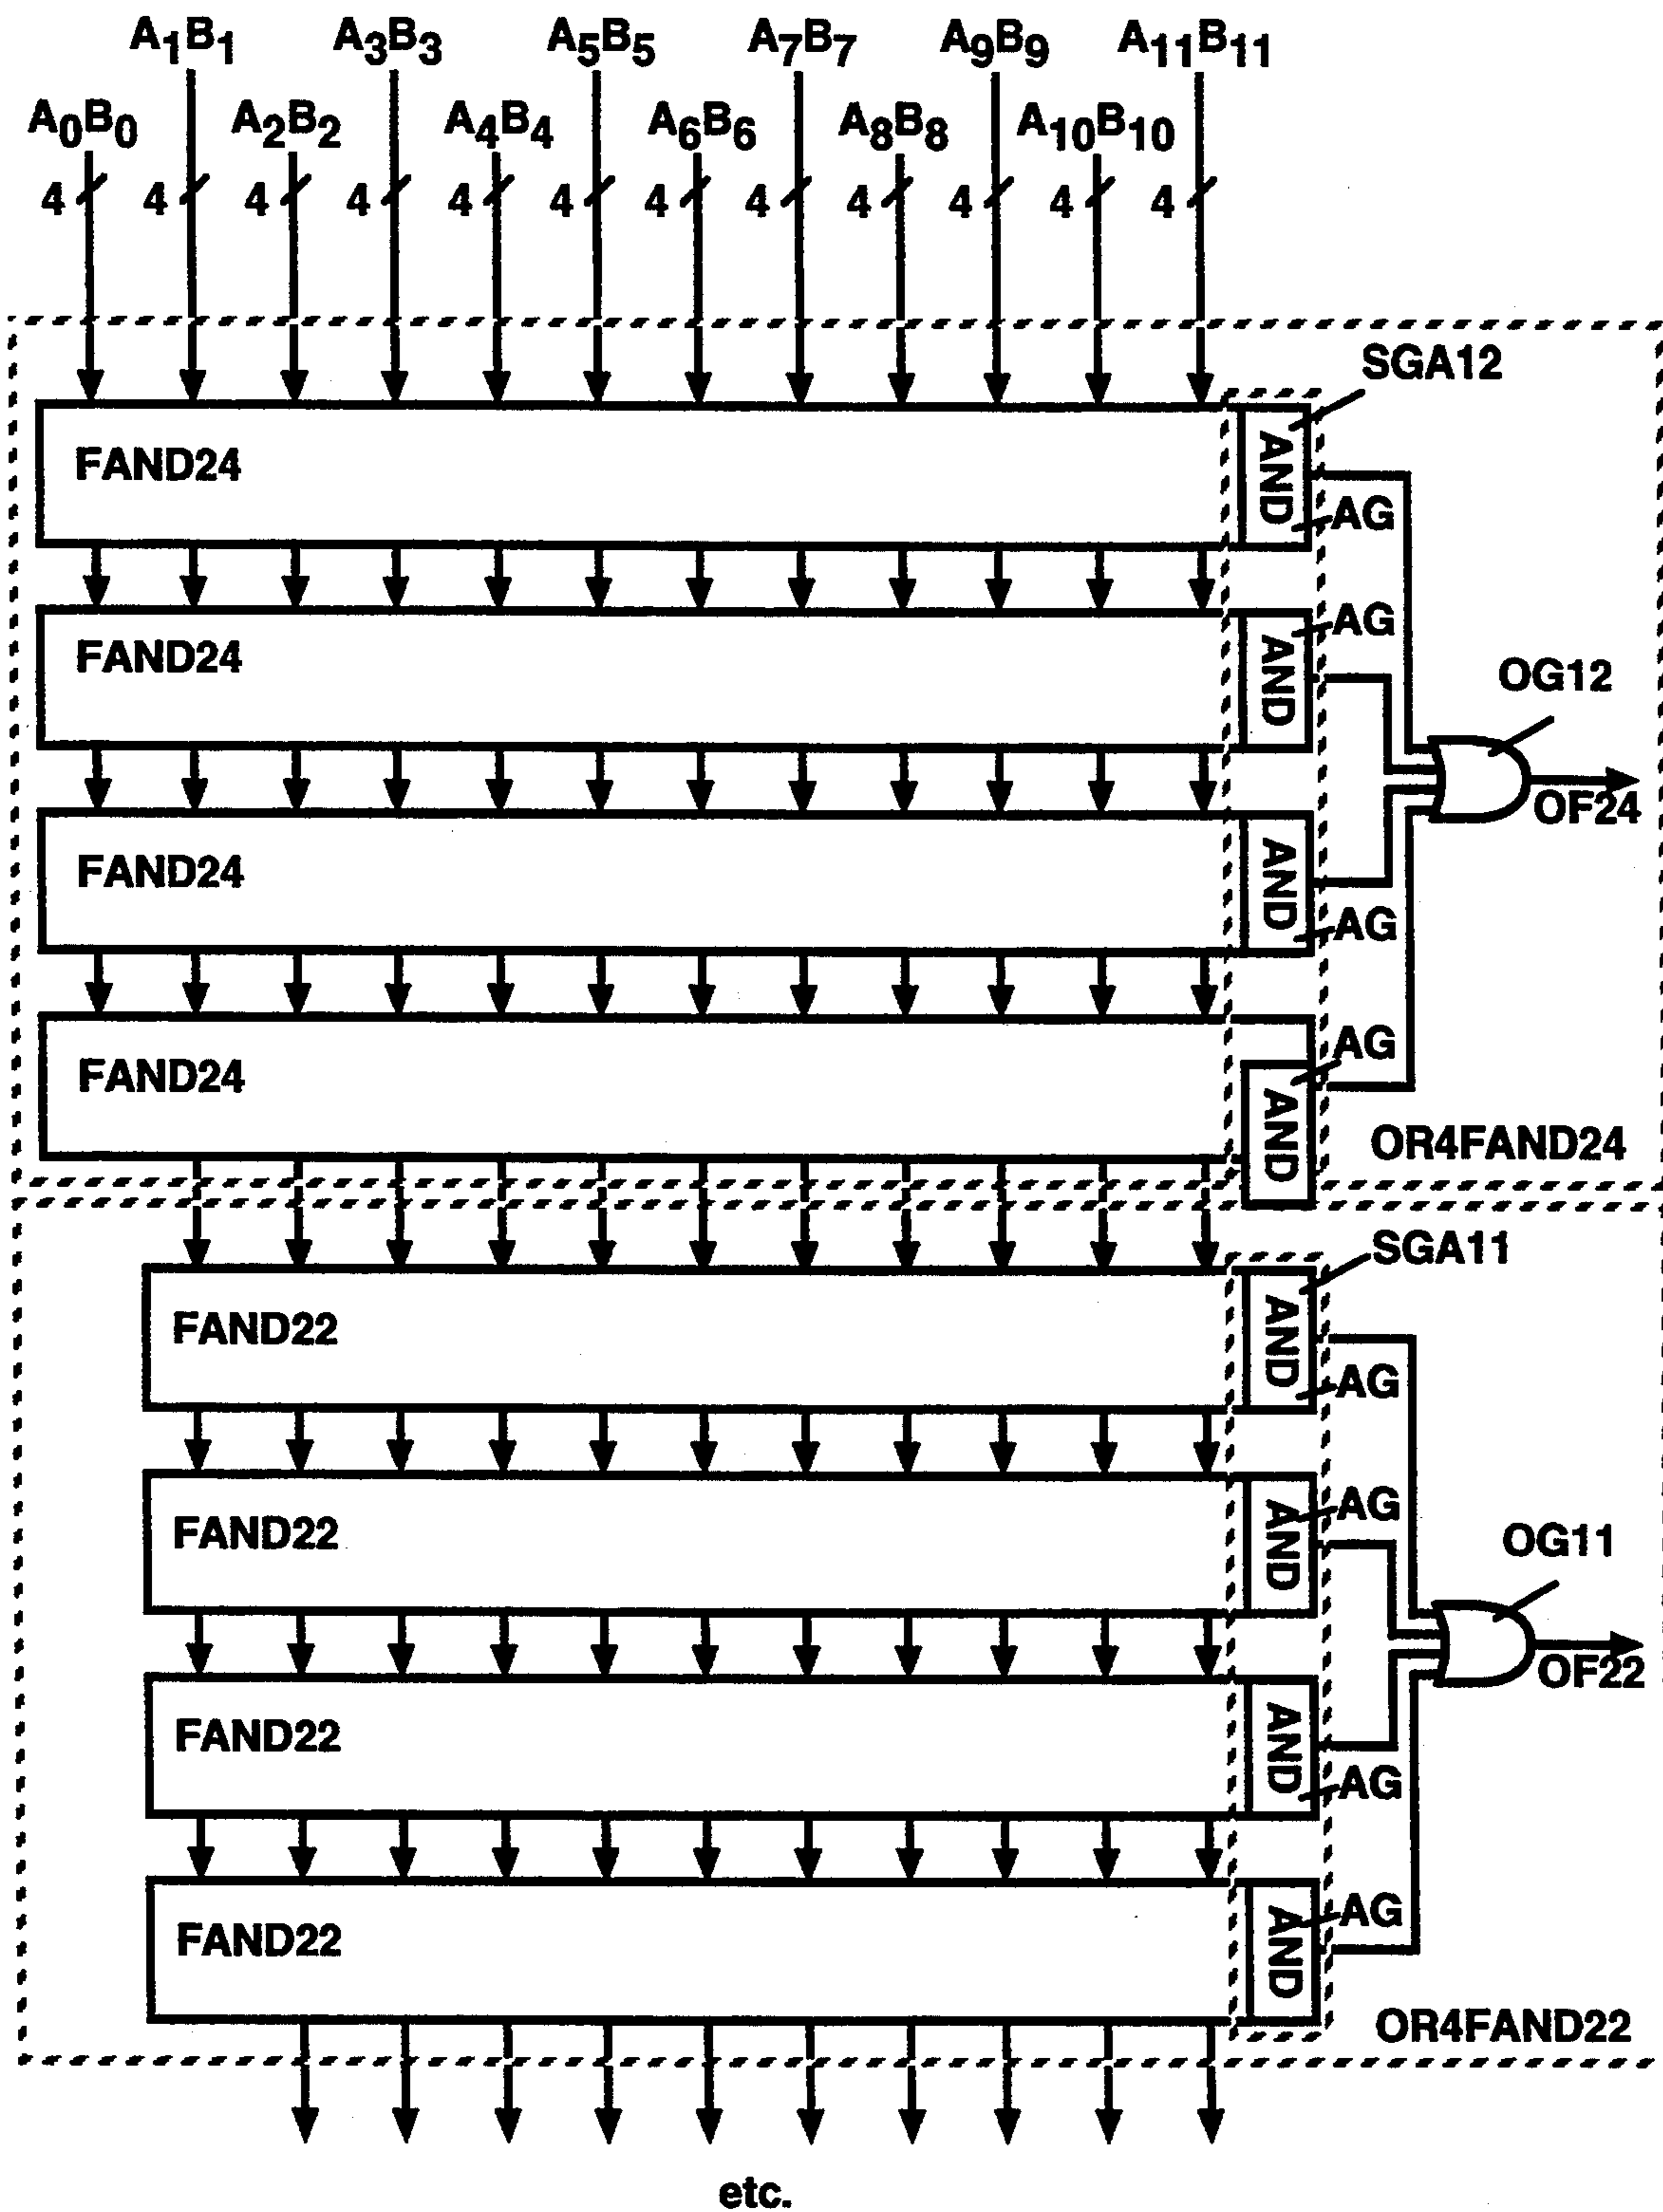 A1B1 A3B3 A5B5 A7B7 A9B9 A11B11
A0B0 A2B2 A4B4 A6B6 A8B8 A10B10
4 4 4 4 4 4 4 4 4 4 4 4
SGA12
FAND24 AND
AG
FAND24 AND AG
OG12
OF24
FAND24 AND
AG
FAND24 AND AG
OR4FAND24
SGA11
FAND22 AND
AG
FAND22 AND AG
OG11
OF22
FAND22 AND
AG
FAND22 AND AG
OR4FAND22
etc.